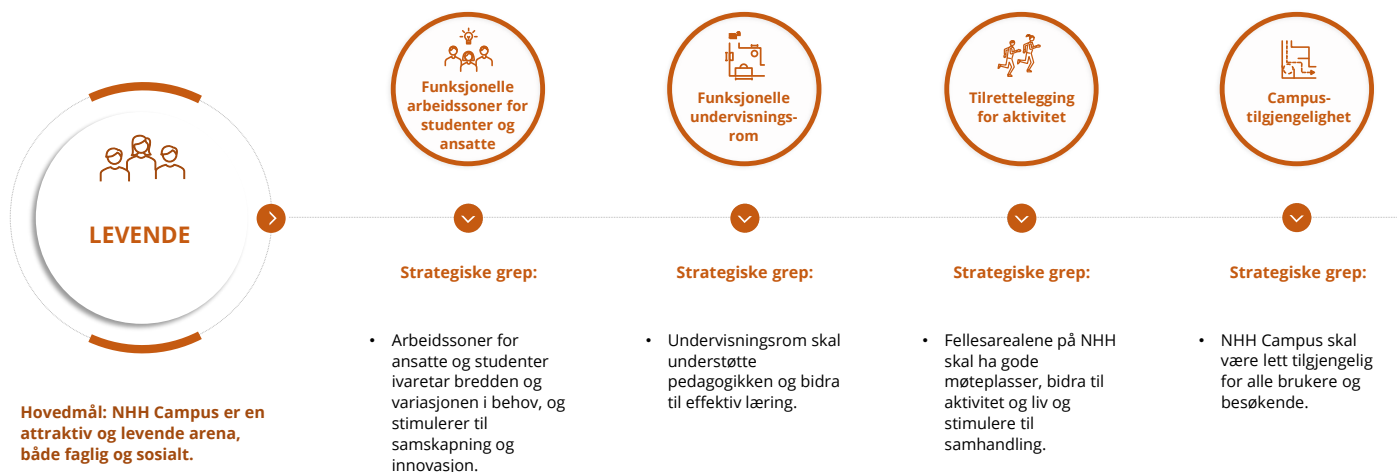 LEVENDE
Hovedmål: NHH Campus er en
attraktiv og levende arena,
både faglig og sosialt.
Funksjonelle
arbeidssoner for
studenter og
ansatte
Strategiske grep:
• Arbeidssoner for
ansatte og studenter
ivaretar bredden og
variasjonen i behov, og
stimulerer til
samskapning og
innovasjon.
Funksjonelle
undervisnings-
rom
Strategiske grep:
• Undervisningsrom skal
understøtte
pedagogikken og bidra
til effektiv læring.
Tilrettelegging
for aktivitet
Strategiske grep:
• Fellesarealene på NHH
skal ha gode
møteplasser, bidra til
aktivitet og liv og
stimulere til
samhandling.
Campus-
tilgjengelighet
Strategiske grep:
• NHH Campus skal
være lett tilgjengelig
for alle brukere og
besøkende.